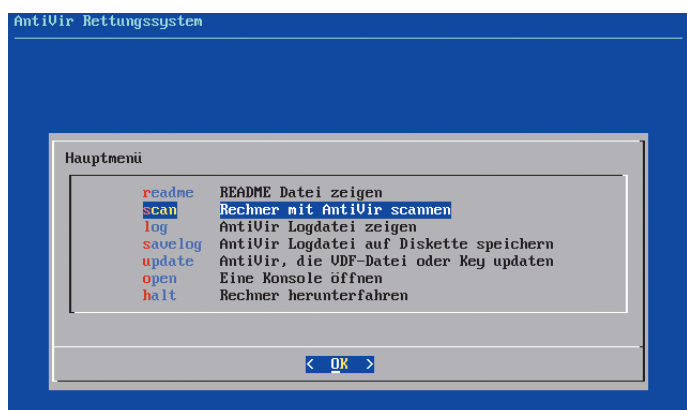 AntiVir Rettungssystem
Hauptmenü
readme README Datei zeigen
scan Rechner mit AntiVir scannen
log AntiVir Logdatei zeigen
savelog AntiVir Logdatei auf Diskette speichern
update AntiVir, die VDF-Datei oder Key updaten
open Eine Konsole öffnen
halt Rechner herunterfahren
< OK >